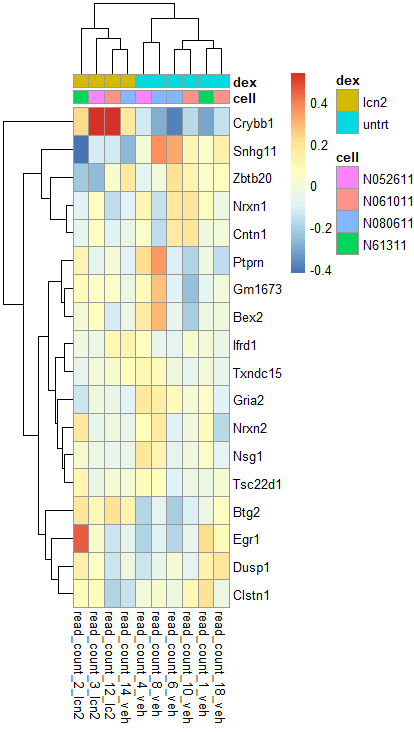 dex
cell
Crybb1
Snhg11
Zbtb20
Nrxn1
Cntn1
Ptprn
Gm1673
Bex2
Ifrd1
Txndc15
Gria2
Nrxn2
Nsg1
Tsc22d1
Btg2
Egr1
Dusp1
Clstn1
read_count_2_lcn2
read_count_3_lcn2
read_count_12_lc2
read_count_14_veh
read_count_4_veh
read_count_8_veh
read_count_6_veh
read_count_10_veh
read_count_1_veh
read_count_18_veh
0.4
0.2
0
-0.2
-0.4
dex
lcn2
untrt
cell
N052611
N061011
N080611
N61311